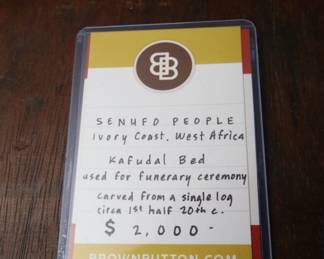 BB
SENUFO PEOPLE
Ivory Coast, West Africa
Kafudal Bed
used for funerary ceremony
carved from a single log
circa 1st half 20th c.
$ 2,000-
BROWNBUTTON.COM